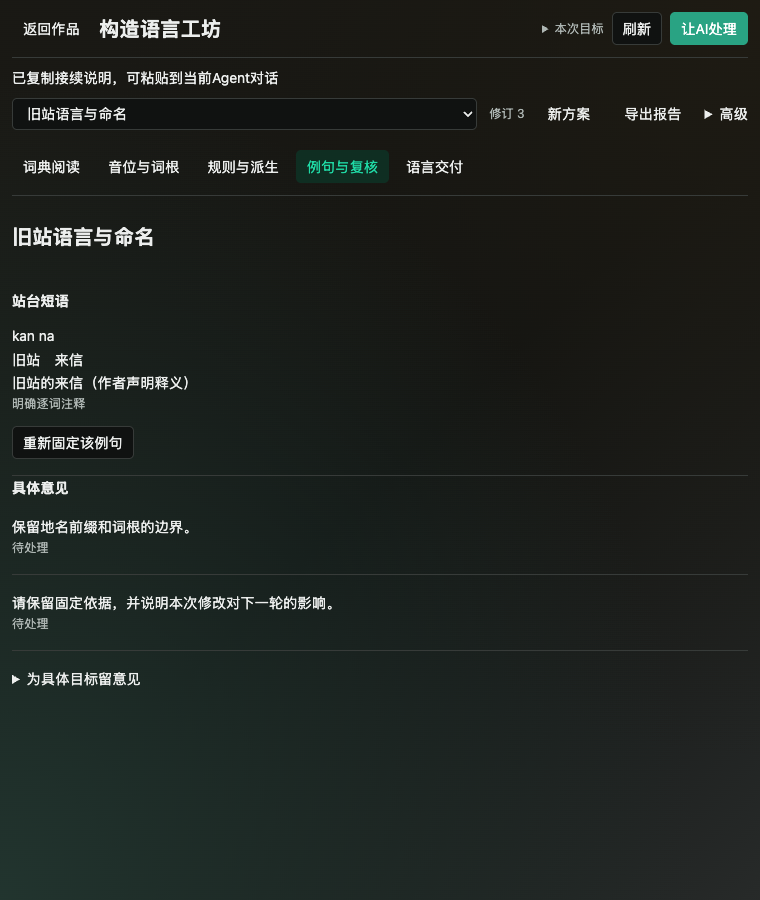 返回作品 构造语言工坊 本次目标 刷新 让AI处理
已复制接续说明，可粘贴到当前Agent对话
旧站语言与命名 修订 3 新方案 导出报告 高级
词典阅读 音位与词根 规则与派生 例句与复核 语言交付
旧站语言与命名
站台短语
kan na
旧站 来信
旧站的来信（作者声明释义）
明确逐词注释
重新固定该例句
具体意见
保留地名前缀和词根的边界。
待处理
请保留固定依据，并说明本次修改对下一轮的影响。
待处理
为具体目标留意见